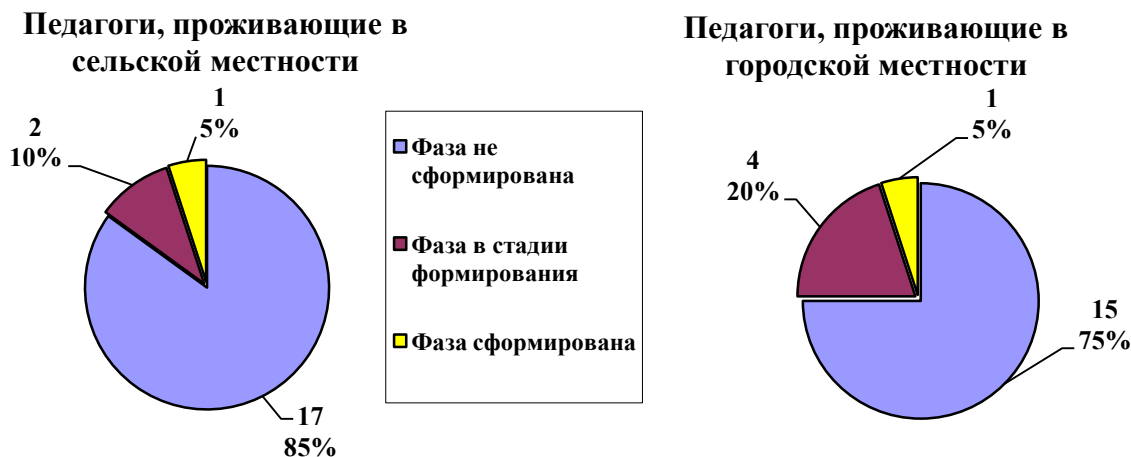 Педагоги, проживающие в
сельской местности
1
5%
2
10%
17
85%
Фаза не
сформирована
Фаза в стадии
формирования
Фаза сформирована
Педагоги, проживающие в
городской местности
1
5%
4
20%
15
75%